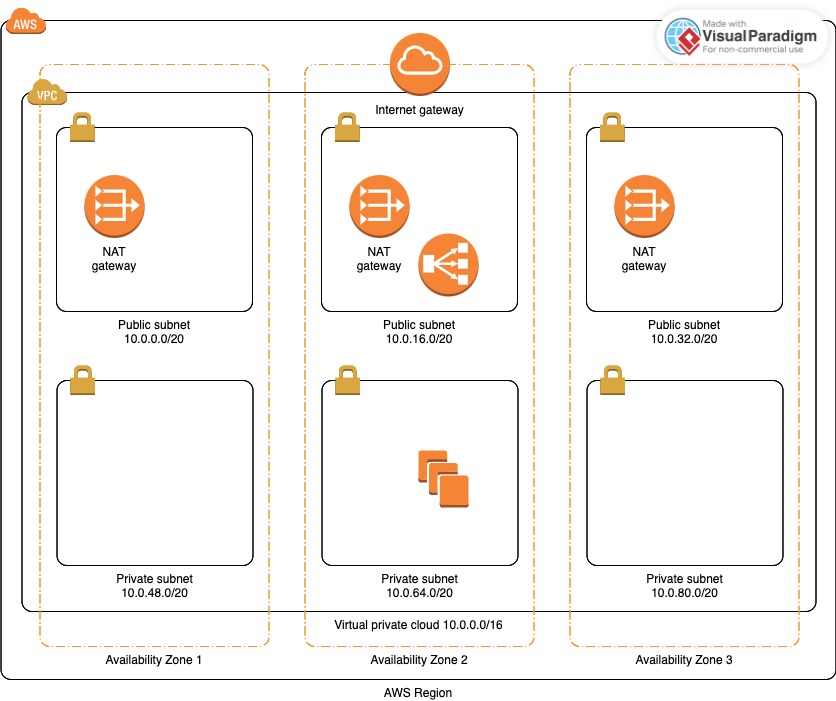 AWS
Made with
VisualParadigm
For non-commercial use
VPC
Internet gateway
NAT
gateway
NAT
gateway
NAT
gateway
Public subnet
10.0.0.0/20
Public subnet
10.0.16.0/20
Public subnet
10.0.32.0/20
Private subnet
10.0.48.0/20
Private subnet
10.0.64.0/20
Private subnet
10.0.80.0/20
Virtual private cloud 10.0.0.0/16
Availability Zone 1
Availability Zone 2
Availability Zone 3
AWS Region